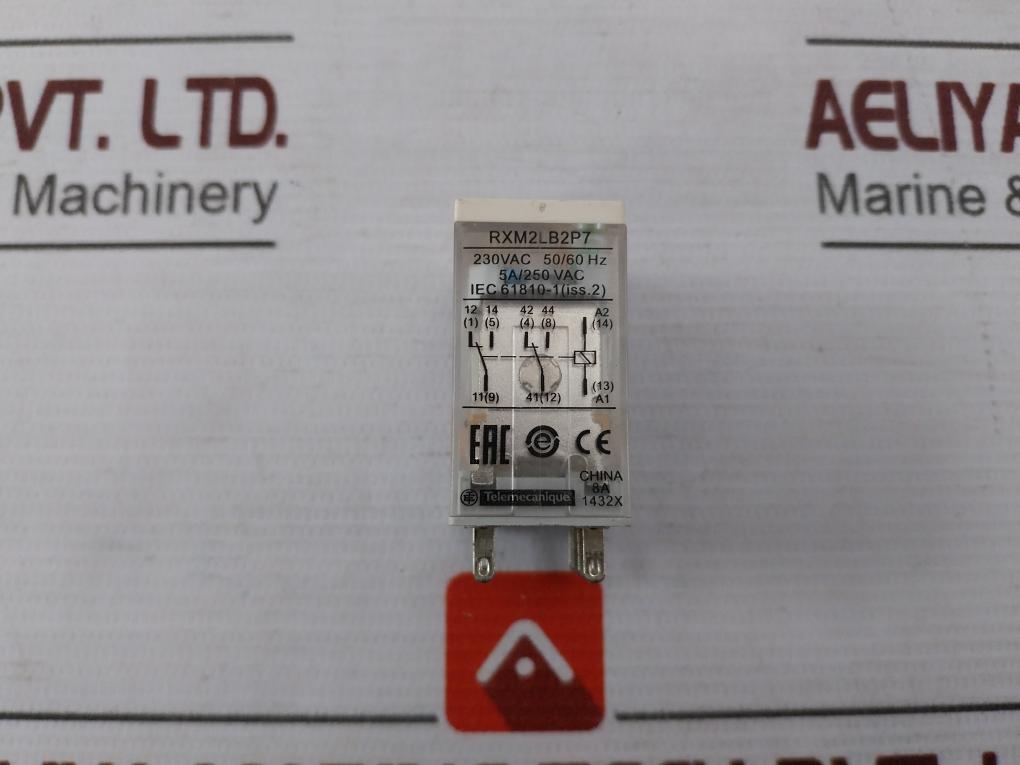 PVT. LTD.
Machinery
AELIYA
Marine &
RXM2LB2P7
230VAC 50/60 Hz
5A/250 VAC
IEC 61810-1(iss.2)
12 14 42 44 A2
(1) (5) (4) (8) (14)
(13)
11(9) 41(12) A1
EAC CE
CHINA
8A
Telemecanique 1432X